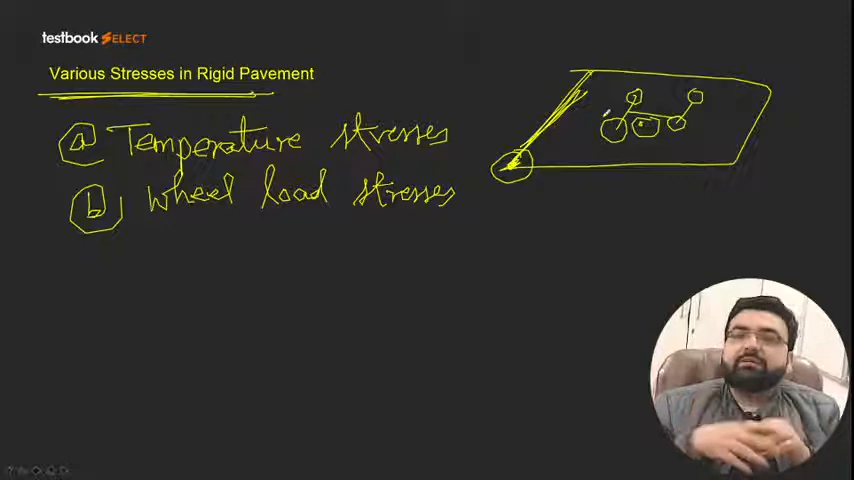 testbook SELECT
Various Stresses in Rigid Pavement
a Temperature stresses
b Wheel load stresses